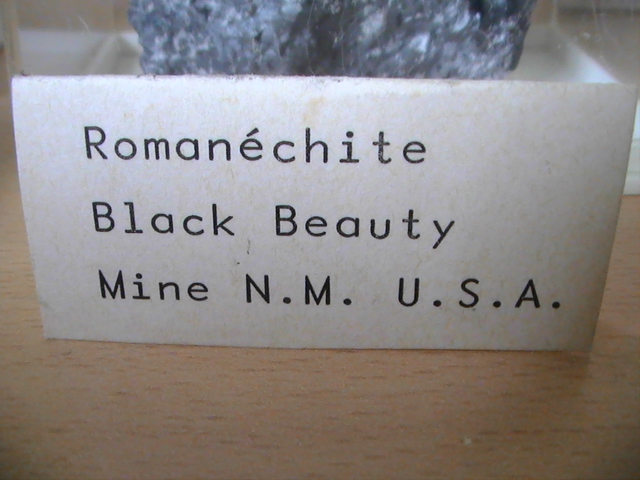 Romanéchite
Black Beauty
Mine N.M. U.S.A.